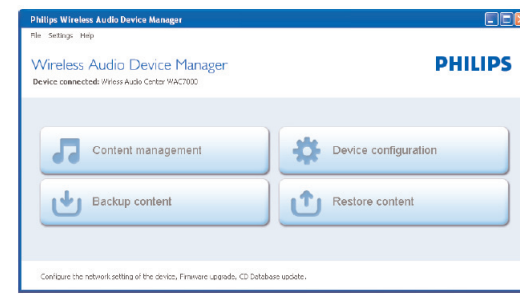 Philips Wireless Audio Device Manager
File Settings Help
Wireless Audio Device Manager
PHILIPS
Device connected: Wireless Audio Center WAC7000
Content management
Device configuration
Backup content
Restore content
Configure the network setting of the device, Firmware upgrade, CD Database update.